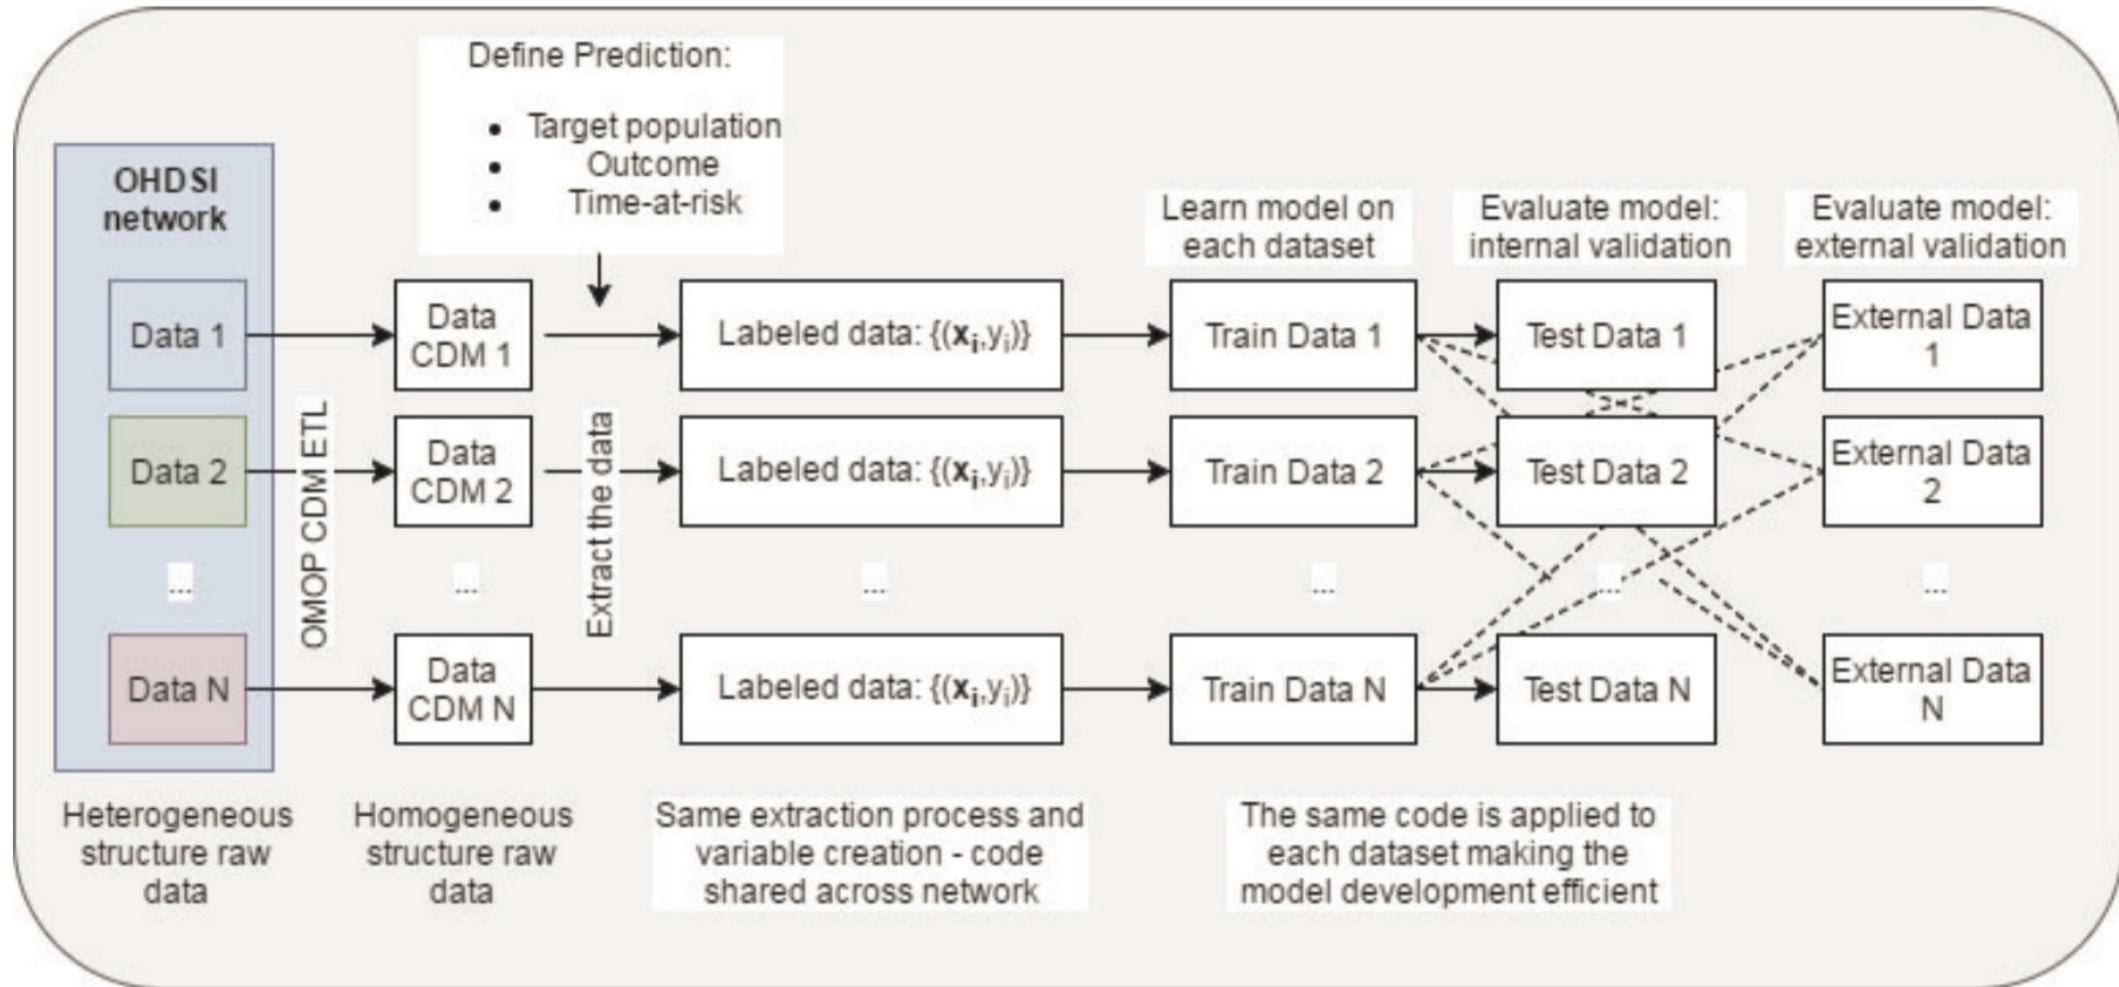 Define Prediction:
• Target population
• Outcome
• Time-at-risk
OHDSI
network
Learn model on
each dataset
Evaluate model:
internal validation
Evaluate model:
external validation
Data 1
Data
CDM 1
Labeled data: {(xᵢ,yᵢ)}
Train Data 1
Test Data 1
External Data
1
OMOP CDM ETL
Extract the data
Data 2
Data
CDM 2
Labeled data: {(xᵢ,yᵢ)}
Train Data 2
Test Data 2
External Data
2
...
...
...
...
...
...
Data N
Data
CDM N
Labeled data: {(xᵢ,yᵢ)}
Train Data N
Test Data N
External Data
N
Heterogeneous
structure raw
data
Homogeneous
structure raw
data
Same extraction process and
variable creation - code
shared across network
The same code is applied to
each dataset making the
model development efficient